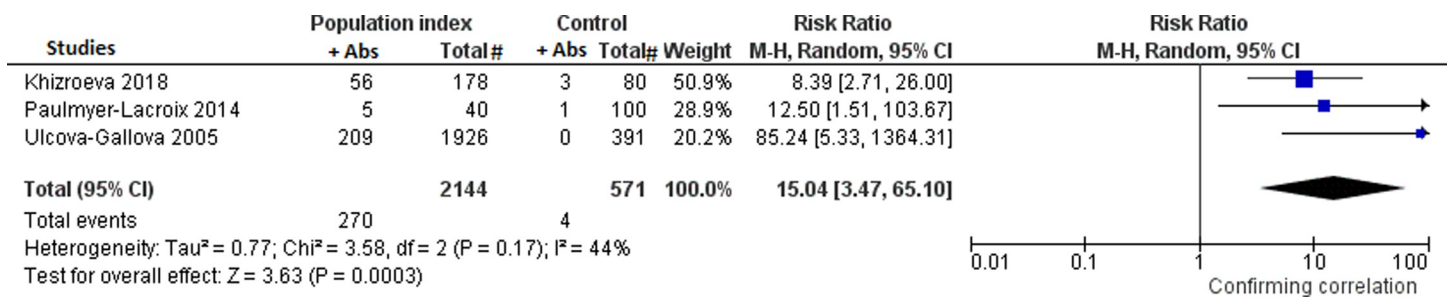 Population index Control Risk Ratio Risk Ratio
Studies + Abs Total # + Abs Total# Weight M-H, Random, 95% CI M-H, Random, 95% CI
Khizroeva 2018 56 178 3 80 50.9% 8.39 [2.71, 26.00]
Paulmyer-Lacroix 2014 5 40 1 100 28.9% 12.50 [1.51, 103.67]
Ulcova-Gallova 2005 209 1926 0 391 20.2% 85.24 [5.33, 1364.31]
Total (95% CI) 2144 571 100.0% 15.04 [3.47, 65.10]
Total events 270 4
Heterogeneity: Tau² = 0.77; Chi² = 3.58, df = 2 (P = 0.17); I² = 44%
Test for overall effect: Z = 3.63 (P = 0.0003)
0.01 0.1 1 10 100
Confirming correlation